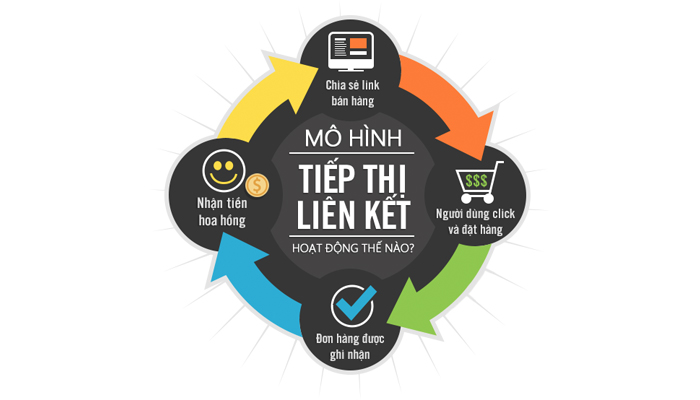 Chia sẻ link
bán hàng
MÔ HÌNH
TIẾP THỊ
LIÊN KẾT
HOẠT ĐỘNG THẾ NÀO?
$$$
Người dùng click
và đặt hàng
Đơn hàng được
ghi nhận
$
Nhận tiền
hoa hồng